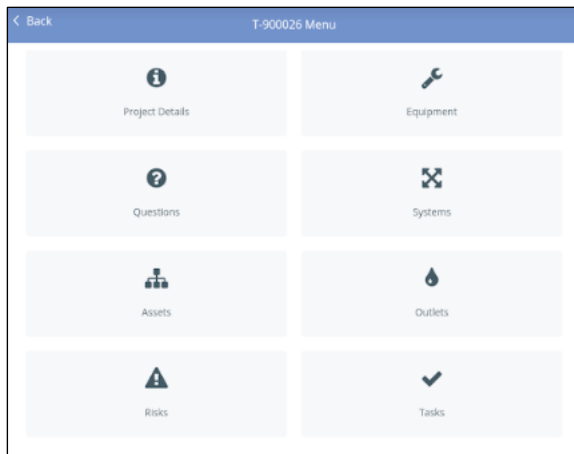 Back
T-900026 Menu
Project Details
Equipment
Questions
Systems
Assets
Outlets
Risks
Tasks